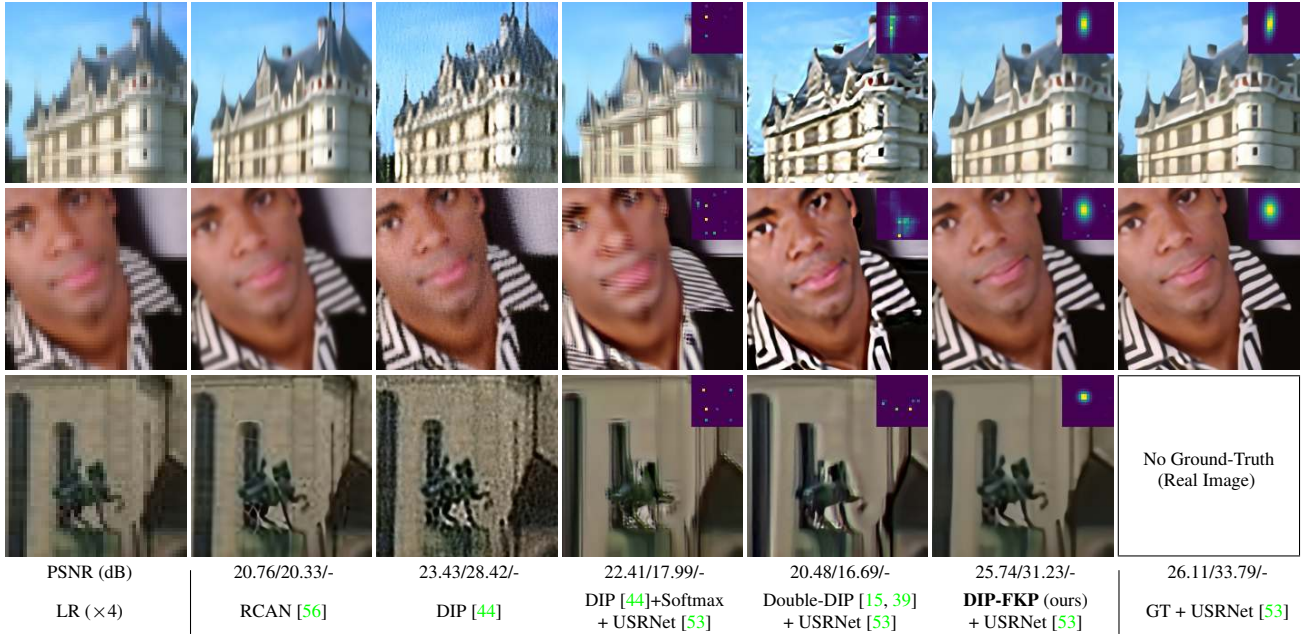 No Ground-Truth
(Real Image)
PSNR (dB) 20.76/20.33/- 23.43/28.42/- 22.41/17.99/- 20.48/16.69/- 25.74/31.23/- 26.11/33.79/-
LR (×4) RCAN [56] DIP [44] DIP [44]+Softmax + USRNet [53] Double-DIP [15, 39] + USRNet [53] DIP-FKP (ours) + USRNet [53] GT + USRNet [53]